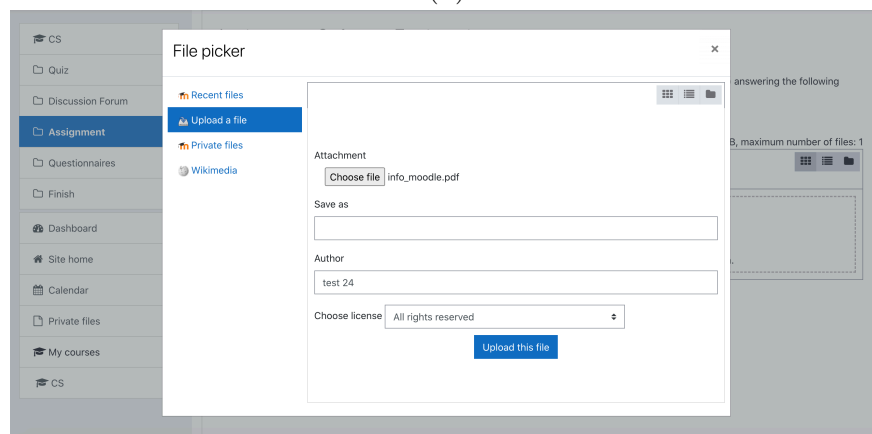 CS
Quiz
Discussion Forum
Assignment
Questionnaires
Finish
Dashboard
Site home
Calendar
Private files
My courses
CS
File picker
×
Recent files
Upload a file
Private files
Wikimedia
Attachment
Choose file info_moodle.pdf
Save as
Author
test 24
Choose license All rights reserved
Upload this file
answering the following
B, maximum number of files: 1